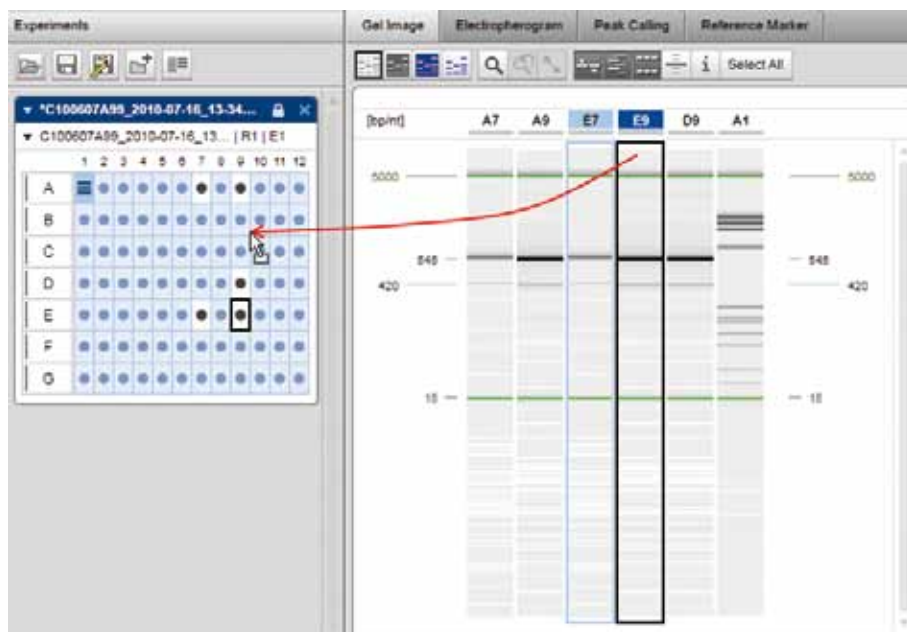 Experiments
Gel Image Electropherogram Peak Calling Reference Marker
i Select All
*C100607A99_2010-07-16_13-34...
C100607A99_2010-07-16_13... | R1 | E1
1 2 3 4 5 6 7 8 9 10 11 12
A
B
C
D
E
F
G
[bp/nt] A7 A9 E7 E9 D9 A1
5000 5000
848 848
420 420
15 15